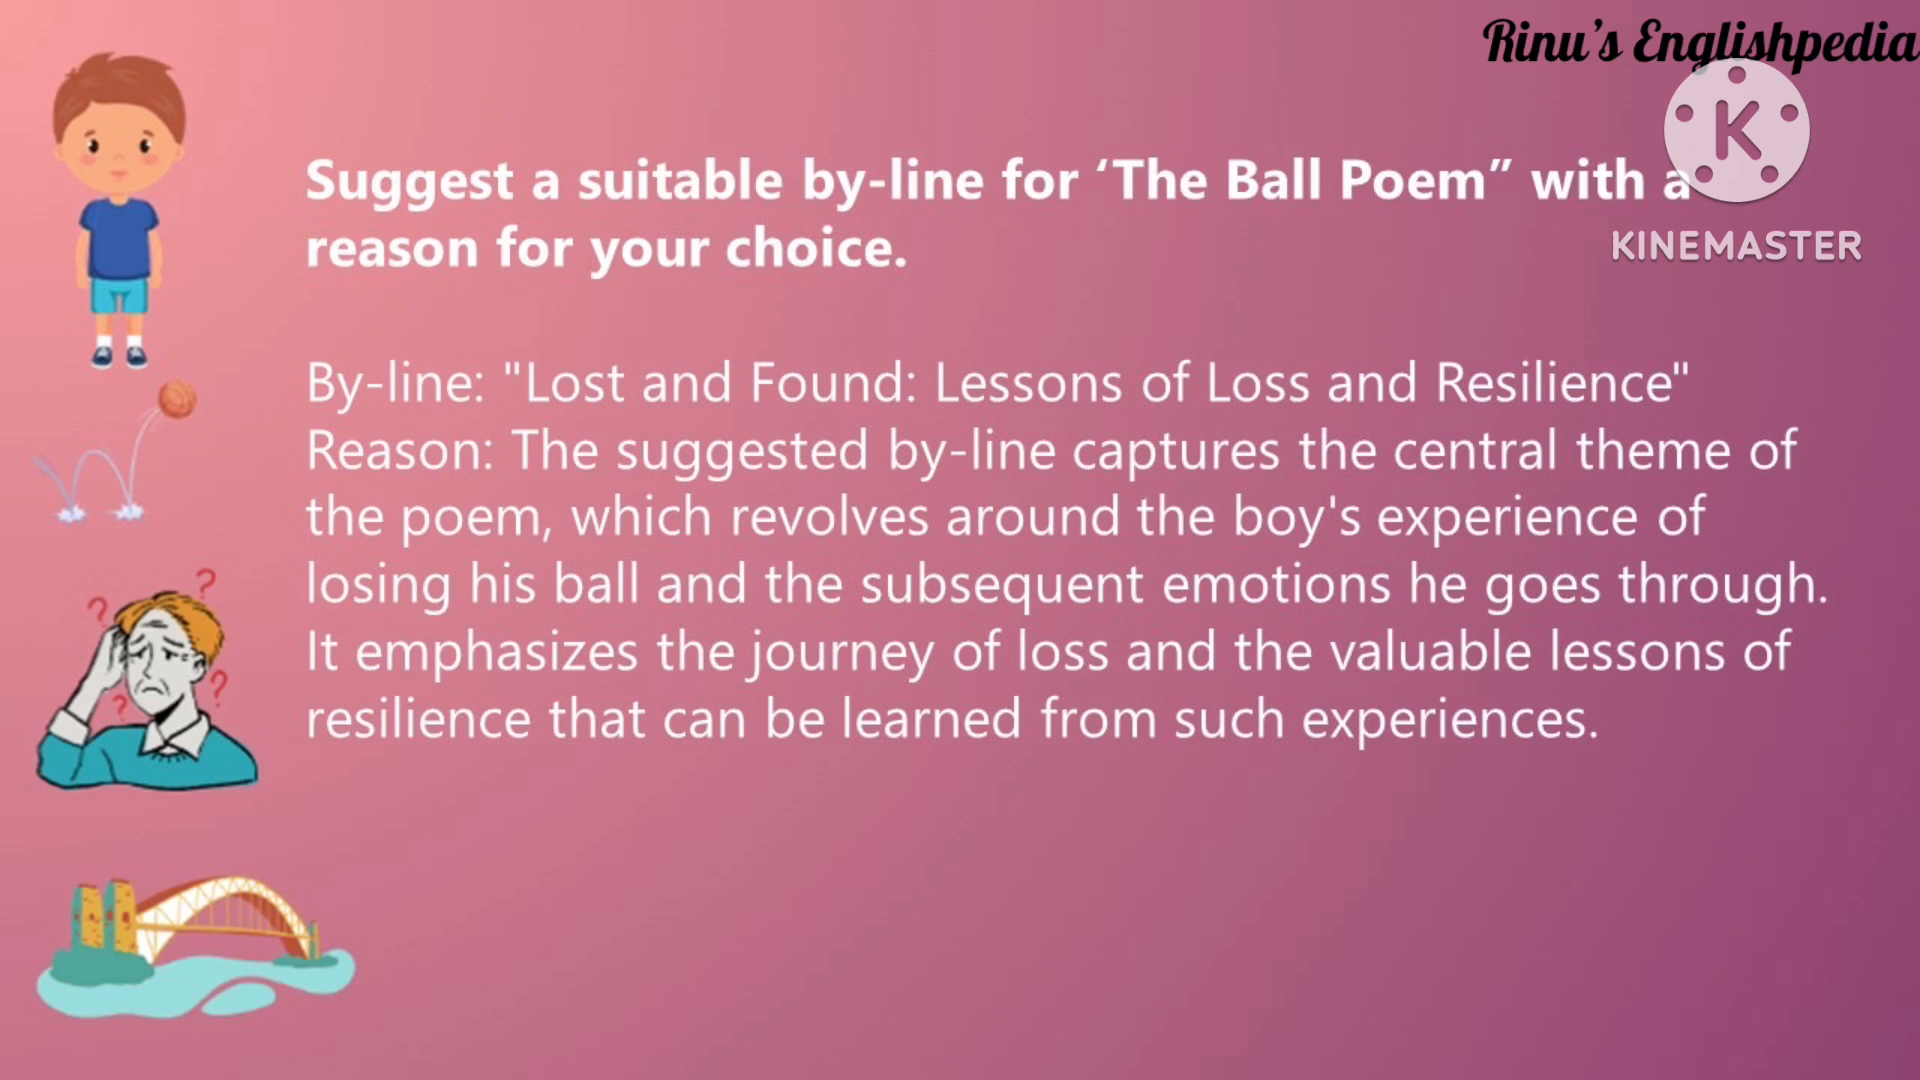 Rinu's Englishpedia
K
KINEMASTER
Suggest a suitable by-line for ‘The Ball Poem” with a
reason for your choice.
By-line: "Lost and Found: Lessons of Loss and Resilience"
Reason: The suggested by-line captures the central theme of
the poem, which revolves around the boy's experience of
losing his ball and the subsequent emotions he goes through.
It emphasizes the journey of loss and the valuable lessons of
resilience that can be learned from such experiences.